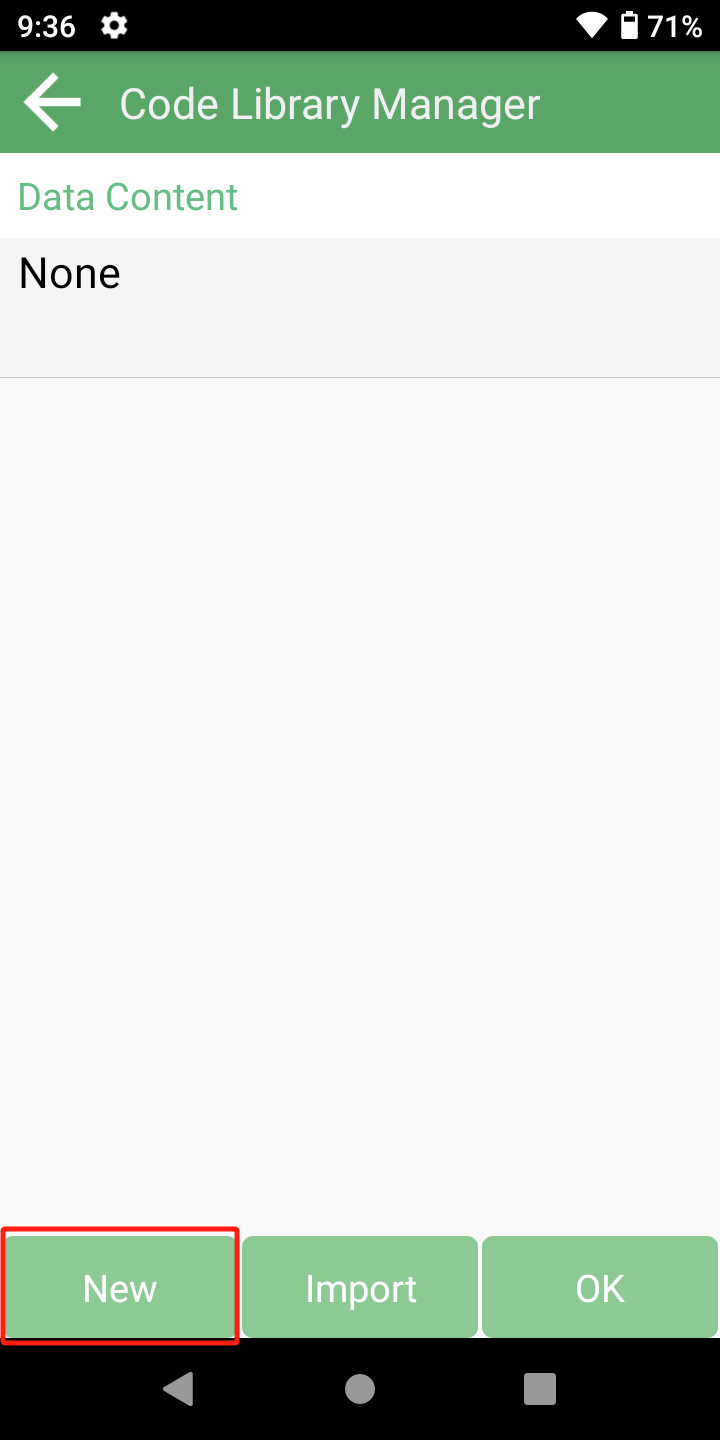 9:36 71%
Code Library Manager
Data Content
None
New Import OK